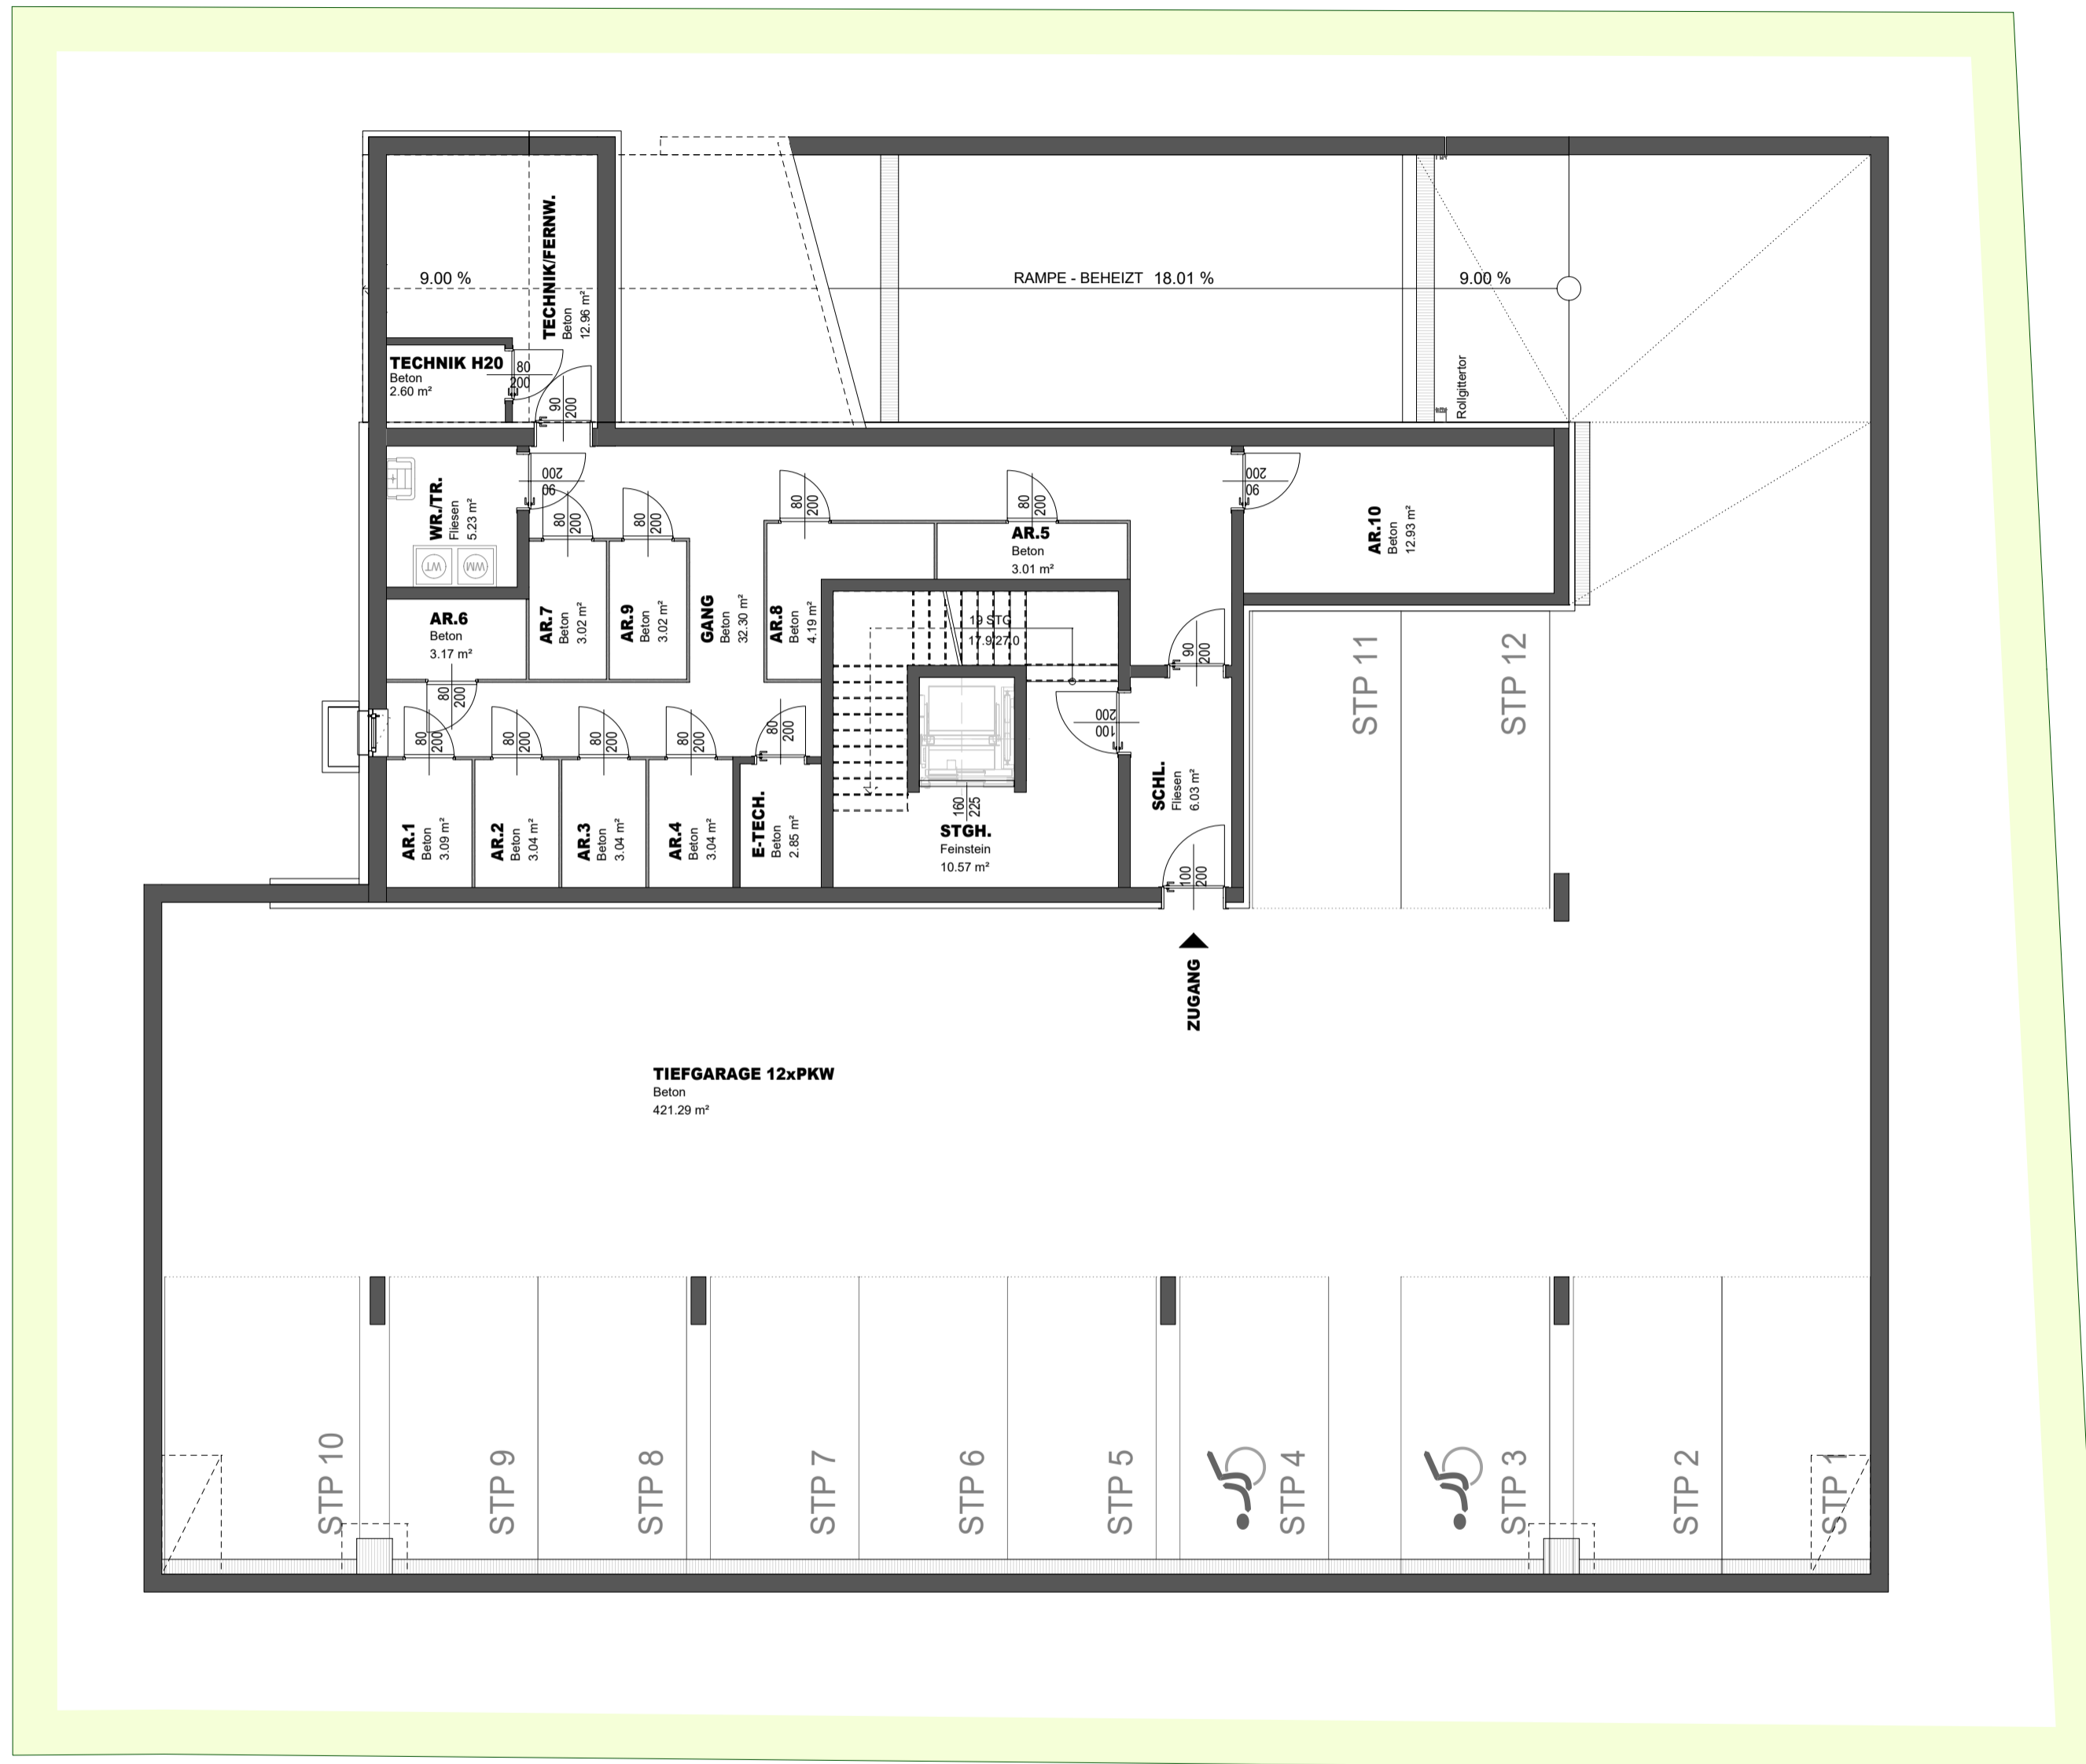 9.00 %
TECHNIK/FERNW.
Beton
12.96 m²
RAMPE - BEHEIZT 18.01 %
9.00 %
Rollgittertor
TECHNIK H20
Beton
2.60 m²
80
200
90
200
WR./TR.
Fliesen
5.23 m²
WT
WM
90
200
80
200
80
200
80
200
80
200
90
200
AR.5
Beton
3.01 m²
AR.10
Beton
12.93 m²
AR.6
Beton
3.17 m²
AR.7
Beton
3.02 m²
AR.9
Beton
3.02 m²
GANG
Beton
32.30 m²
AR.8
Beton
4.19 m²
19 STG
17.9/27.0
90
200
STP 11
STP 12
80
200
80
200
80
200
80
200
80
200
80
200
100
200
AR.1
Beton
3.09 m²
AR.2
Beton
3.04 m²
AR.3
Beton
3.04 m²
AR.4
Beton
3.04 m²
E-TECH.
Beton
2.85 m²
160
225
STGH.
Feinstein
10.57 m²
SCHL.
Fliesen
6.03 m²
100
200
ZUGANG
TIEFGARAGE 12xPKW
Beton
421.29 m²
STP 10
STP 9
STP 8
STP 7
STP 6
STP 5
STP 4
STP 3
STP 2
STP 1